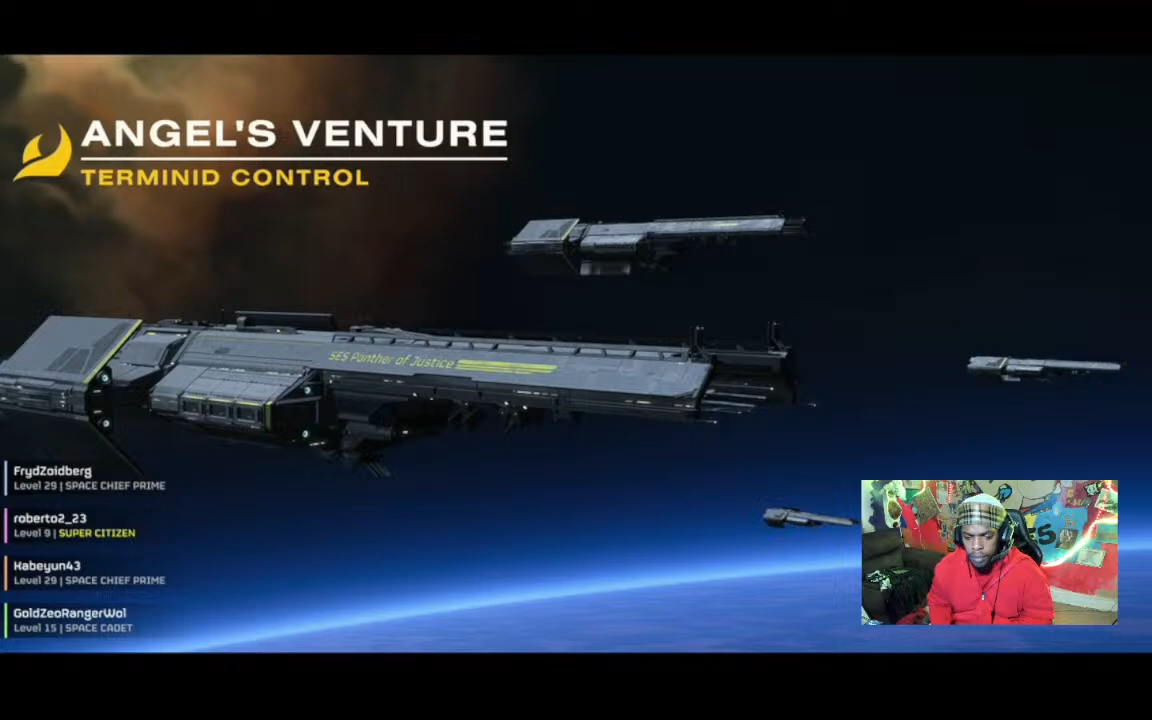 ANGEL'S VENTURE
TERMINID CONTROL
SES Panther of Justice
FrydZoidberg
Level 29 | SPACE CHIEF PRIME
roberto2_23
Level 9 | SUPER CITIZEN
Kabeyun43
Level 29 | SPACE CHIEF PRIME
GoldZeoRangerWol
Level 15 | SPACE CADET